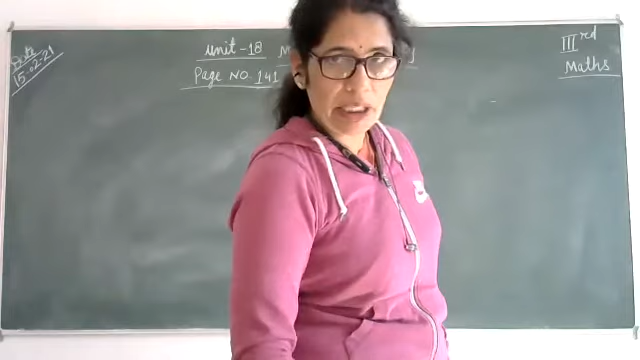 Date
15-02-21
unit-18
Page No. 141
III rd
Maths